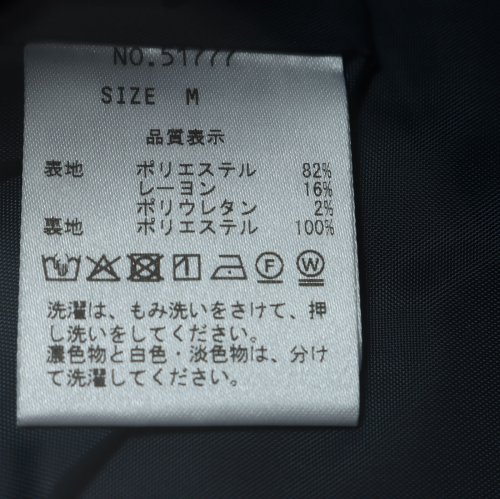 NO.51777
SIZE M
品質表示
表地 ポリエステル 82%
レーヨン 16%
ポリウレタン 2%
裏地 ポリエステル 100%
F W
洗濯は、もみ洗いをさけて、押
し洗いをしてください。
濃色物と白色・淡色物は、分け
て洗濯してください。